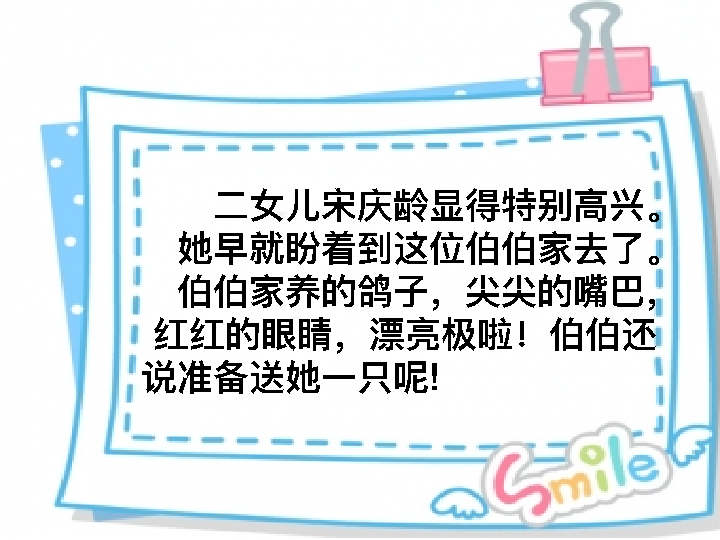 二女儿宋庆龄显得特别高兴。
她早就盼着到这位伯伯家去了。
伯伯家养的鸽子，尖尖的嘴巴，
红红的眼睛，漂亮极啦！伯伯还
说准备送她一只呢!
Smile